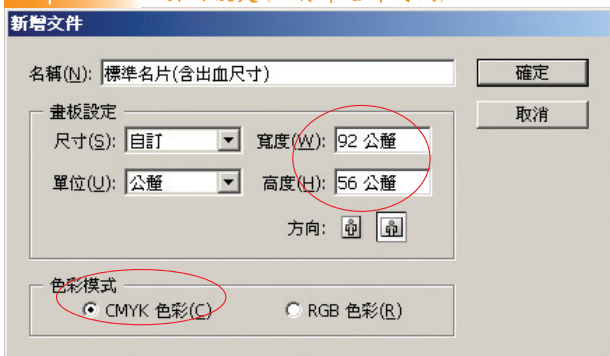 新增文件
名稱(N): 標準名片(含出血尺寸)
確定
取消
畫板設定
尺寸(S): 自訂 寬度(W): 92 公釐
單位(U): 公釐 高度(H): 56 公釐
方向:
色彩模式
CMYK 色彩(C) RGB 色彩(R)